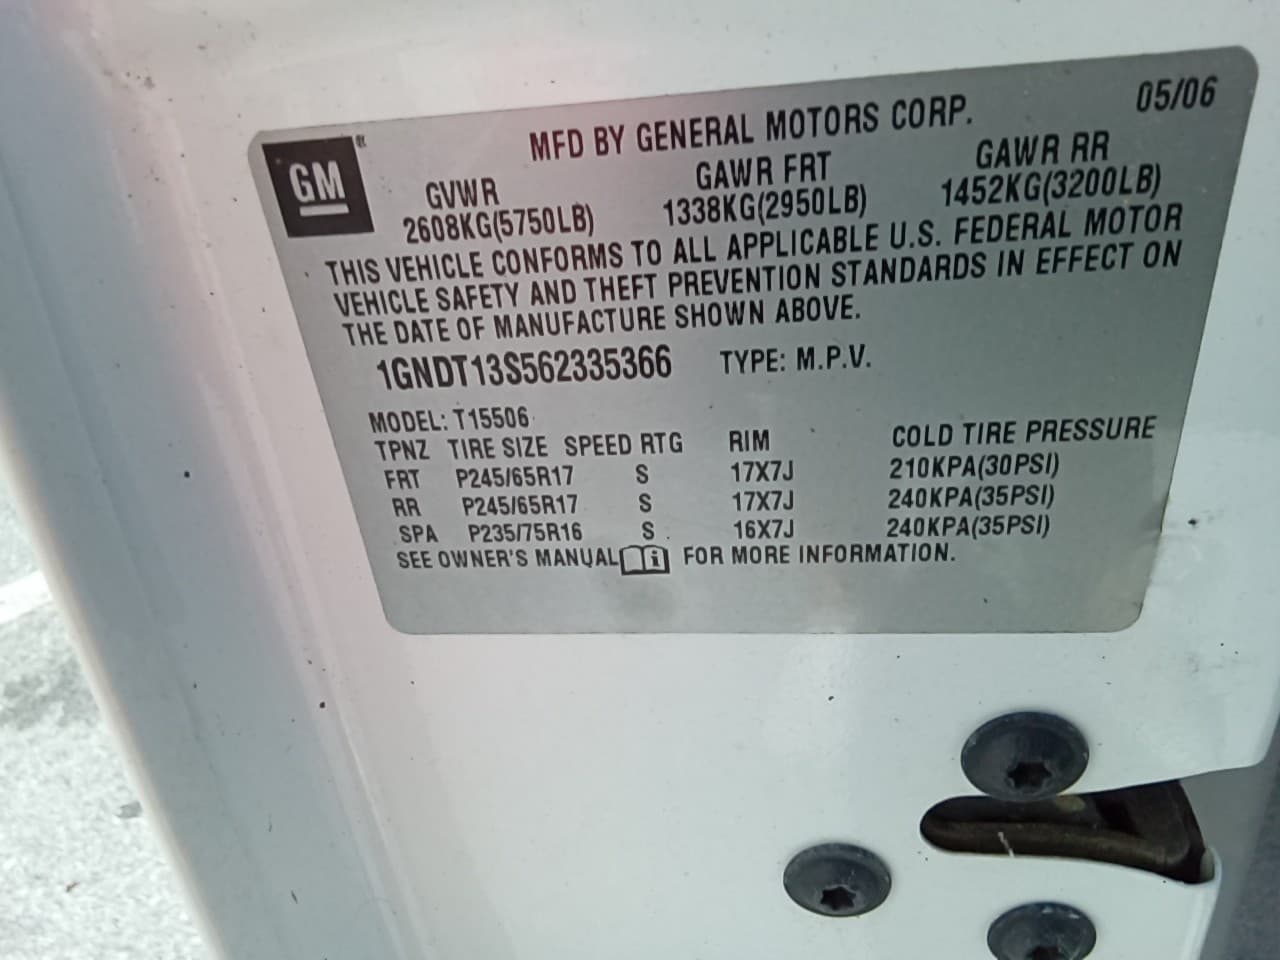 05/06
MFD BY GENERAL MOTORS CORP.
GM ®
GVWR GAWR FRT GAWR RR
2608KG(5750LB) 1338KG(2950LB) 1452KG(3200LB)
THIS VEHICLE CONFORMS TO ALL APPLICABLE U.S. FEDERAL MOTOR
VEHICLE SAFETY AND THEFT PREVENTION STANDARDS IN EFFECT ON
THE DATE OF MANUFACTURE SHOWN ABOVE.
1GNDT13S562335366 TYPE: M.P.V.
MODEL: T15506
TPNZ TIRE SIZE SPEED RTG RIM COLD TIRE PRESSURE
FRT P245/65R17 S 17X7J 210KPA(30PSI)
RR P245/65R17 S 17X7J 240KPA(35PSI)
SPA P235/75R16 S 16X7J 240KPA(35PSI)
SEE OWNER'S MANUAL i FOR MORE INFORMATION.